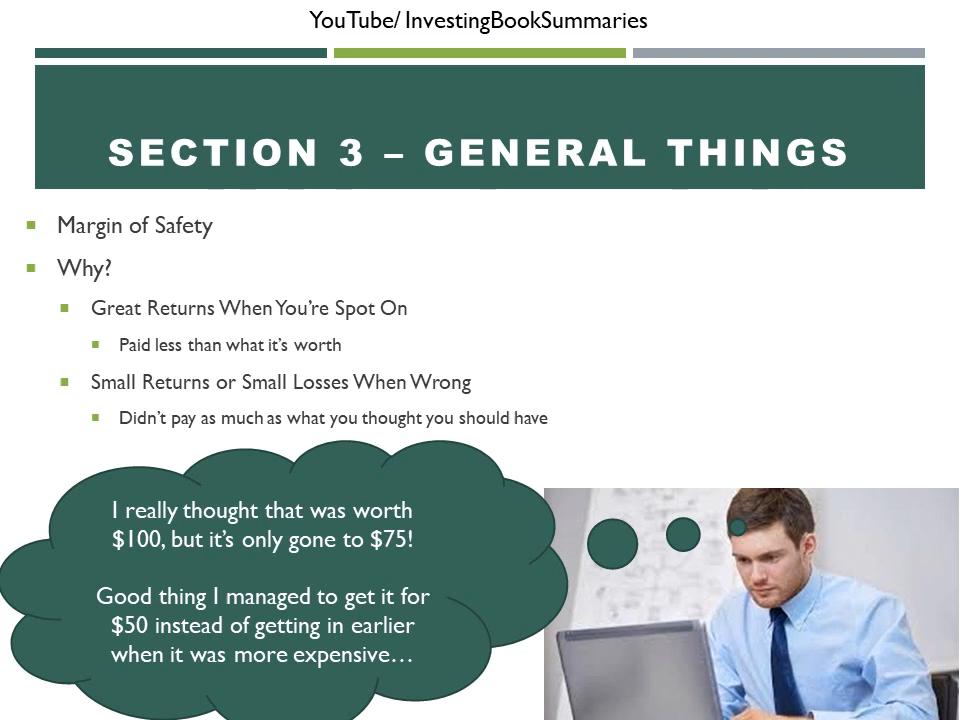 YouTube/ InvestingBookSummaries
SECTION 3 – GENERAL THINGS
Margin of Safety
Why?
Great Returns When You're Spot On
Paid less than what it's worth
Small Returns or Small Losses When Wrong
Didn't pay as much as what you thought you should have
I really thought that was worth
$100, but it's only gone to $75!
Good thing I managed to get it for
$50 instead of getting in earlier
when it was more expensive…